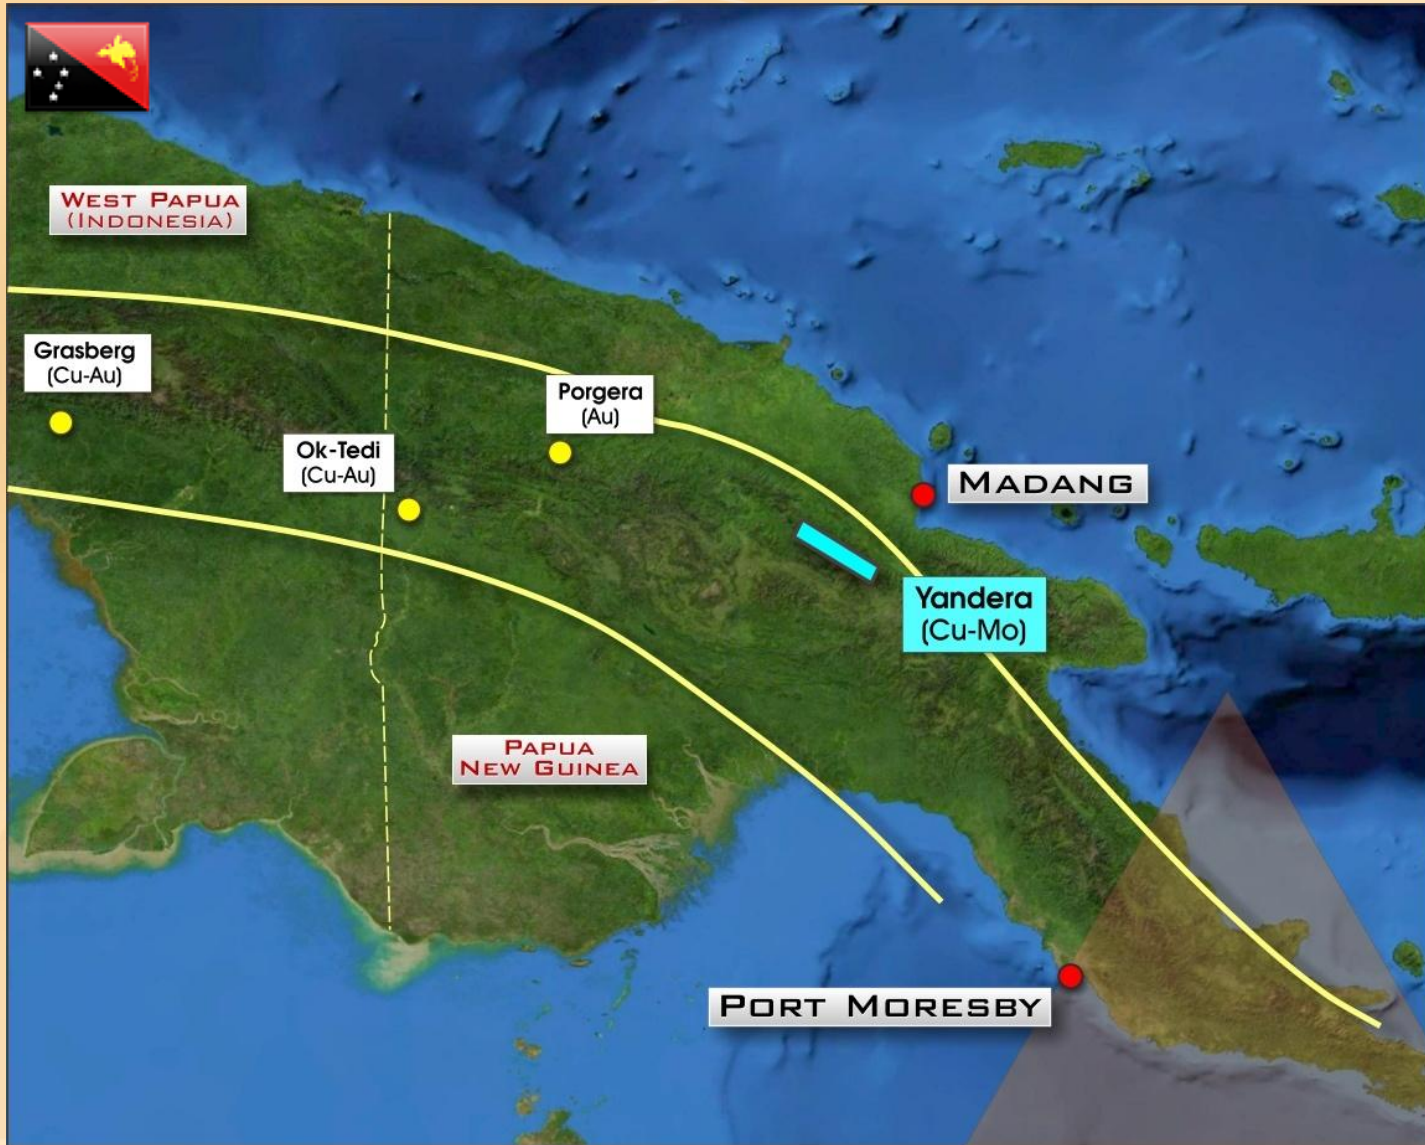 WEST PAPUA
(INDONESIA)
Grasberg
(Cu-Au)
Porgera
(Au)
Ok-Tedi
(Cu-Au)
MADANG
Yandera
(Cu-Mo)
PAPUA
NEW GUINEA
PORT MORESBY